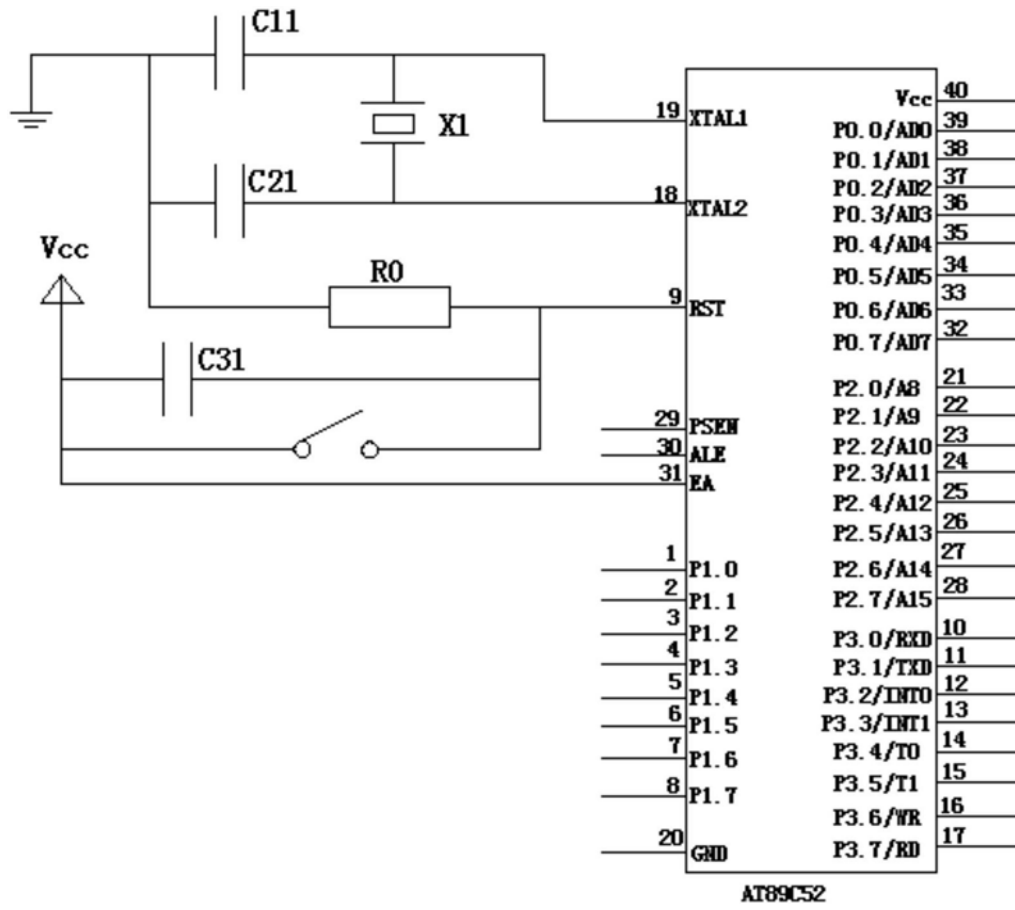 C11
X1
C21
Vcc
R0
C31
19 XTAL1
18 XTAL2
9 RST
29 PSEN
30 ALE
31 EA
1 P1.0
2 P1.1
3 P1.2
4 P1.3
5 P1.4
6 P1.5
7 P1.6
8 P1.7
20 GND
Vcc 40
P0.0/AD0 39
P0.1/AD1 38
P0.2/AD2 37
P0.3/AD3 36
P0.4/AD4 35
P0.5/AD5 34
P0.6/AD6 33
P0.7/AD7 32
P2.0/A8 21
P2.1/A9 22
P2.2/A10 23
P2.3/A11 24
P2.4/A12 25
P2.5/A13 26
P2.6/A14 27
P2.7/A15 28
P3.0/RXD 10
P3.1/TXD 11
P3.2/INT0 12
P3.3/INT1 13
P3.4/T0 14
P3.5/T1 15
P3.6/WR 16
P3.7/RD 17
AT89C52